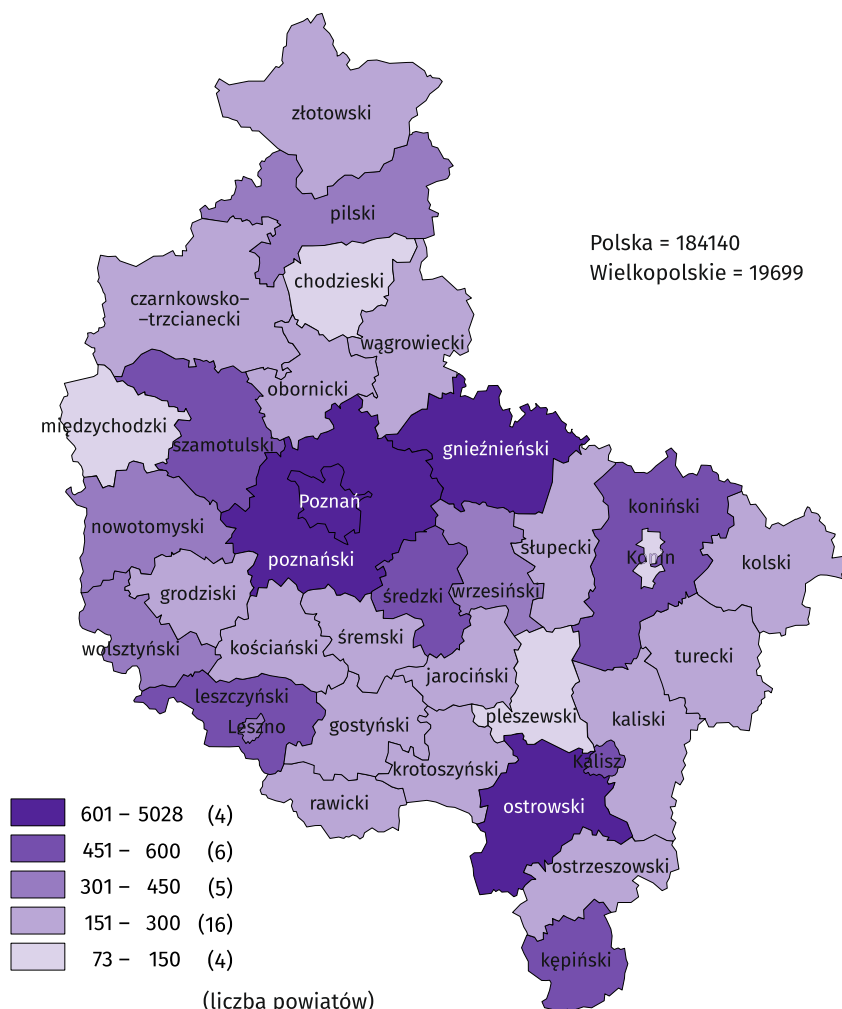 złotowski
pilski
Polska = 184140
Wielkopolskie = 19699
chodzieski
czarnkowsko–
–trzcianecki
wągrowiecki
obornicki
międzychodzki
szamotulski
gnieźnieński
Poznań
koniński
nowotomyski
słupecki
Konin
poznański
kolski
grodziski
średzki
wrzesiński
śremski
kościański
wolsztyński
turecki
jarociński
leszczyński
pleszewski
kaliski
Leszno
gostyński
Kalisz
krotoszyński
rawicki
ostrowski
601 – 5028 (4)
451 – 600 (6)
ostrzeszowski
301 – 450 (5)
151 – 300 (16)
73 – 150 (4)
kępiński
(liczba powiatów)